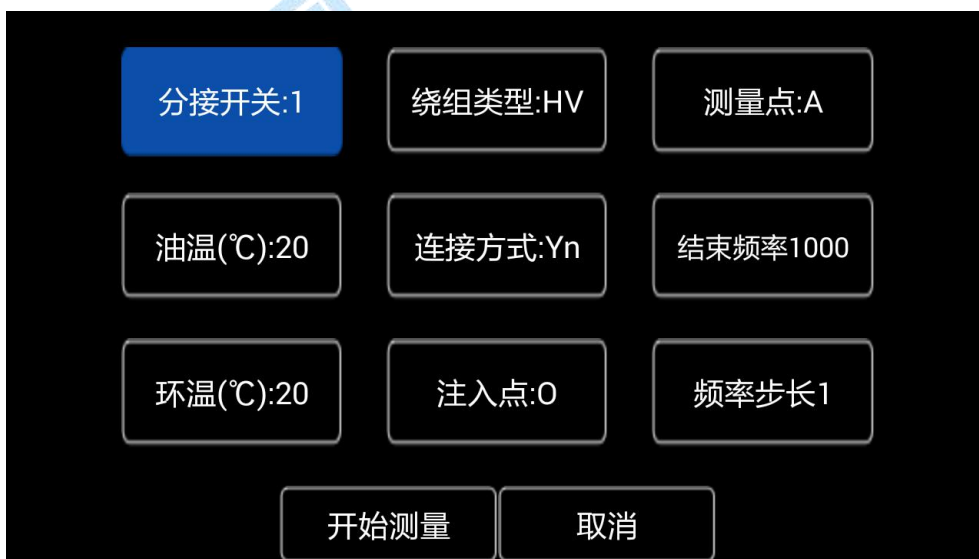 分接开关:1
绕组类型:HV
测量点:A
油温(℃):20
连接方式:Yn
结束频率1000
环温(℃):20
注入点:O
频率步长1
开始测量
取消